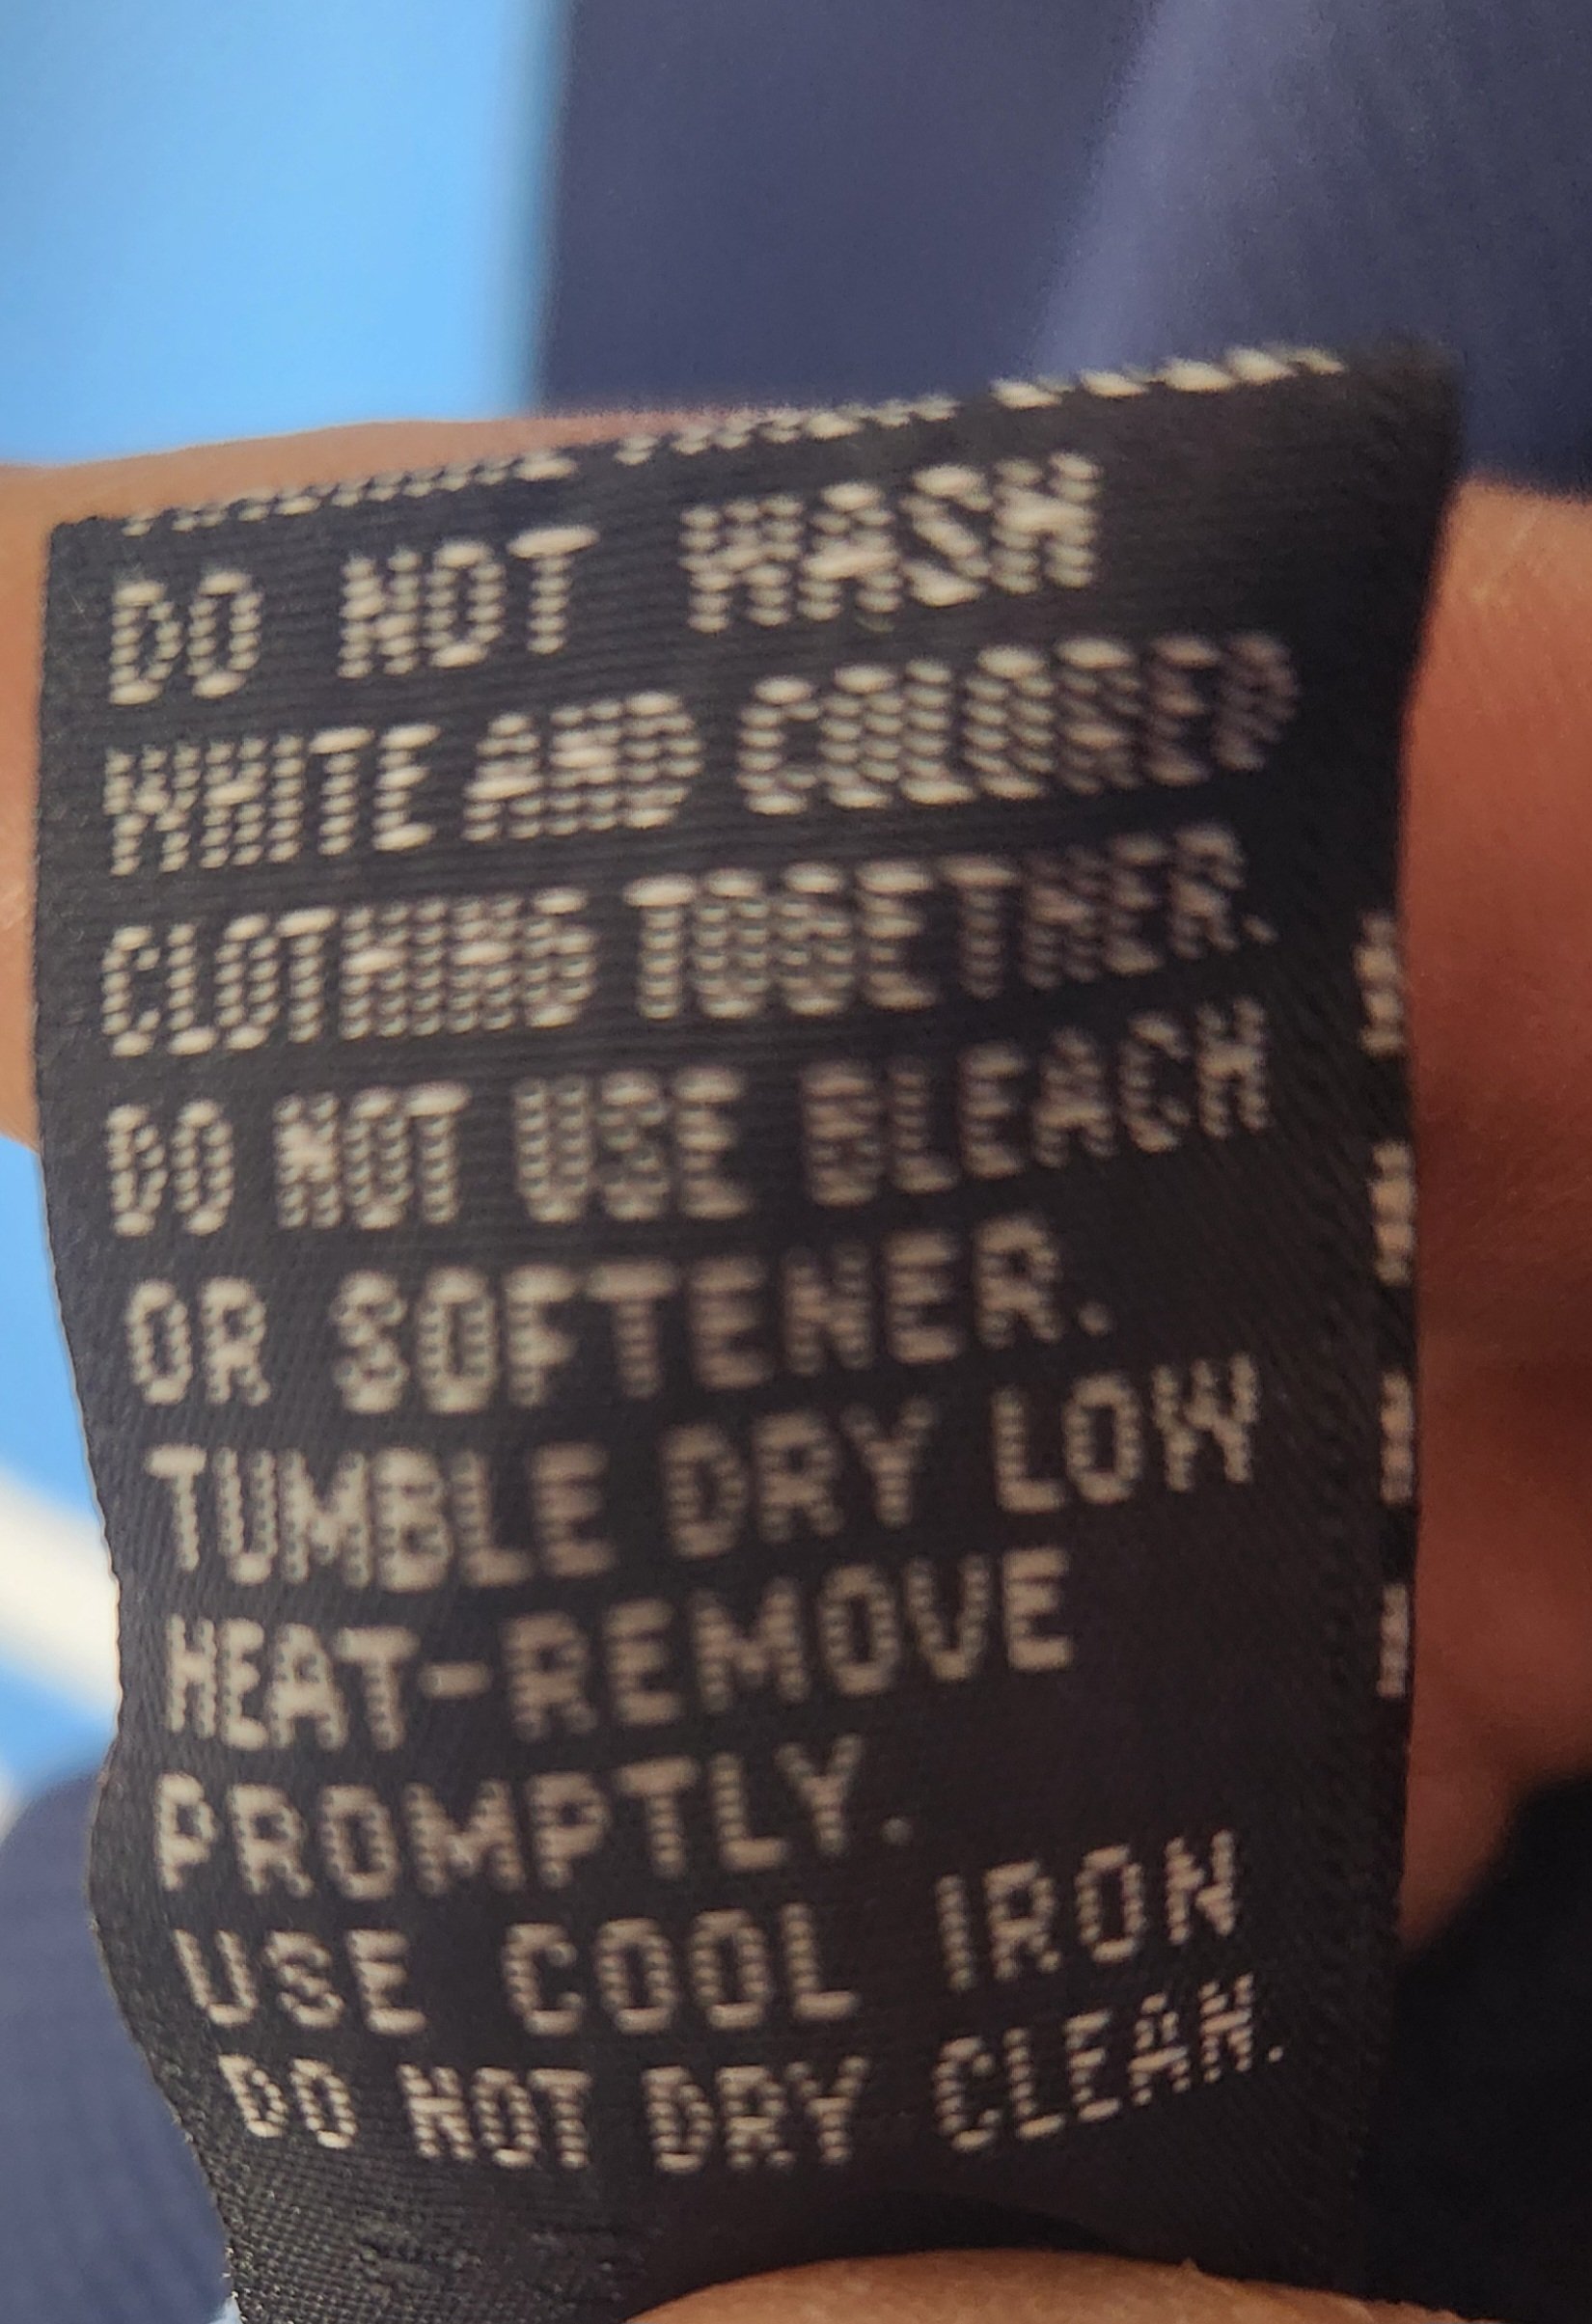 DO NOT WASH
WHITE AND COLORED
CLOTHING TOGETHER.
DO NOT USE BLEACH
OR SOFTENER.
TUMBLE DRY LOW
HEAT-REMOVE
PROMPTLY.
USE COOL IRON
DO NOT DRY CLEAN.